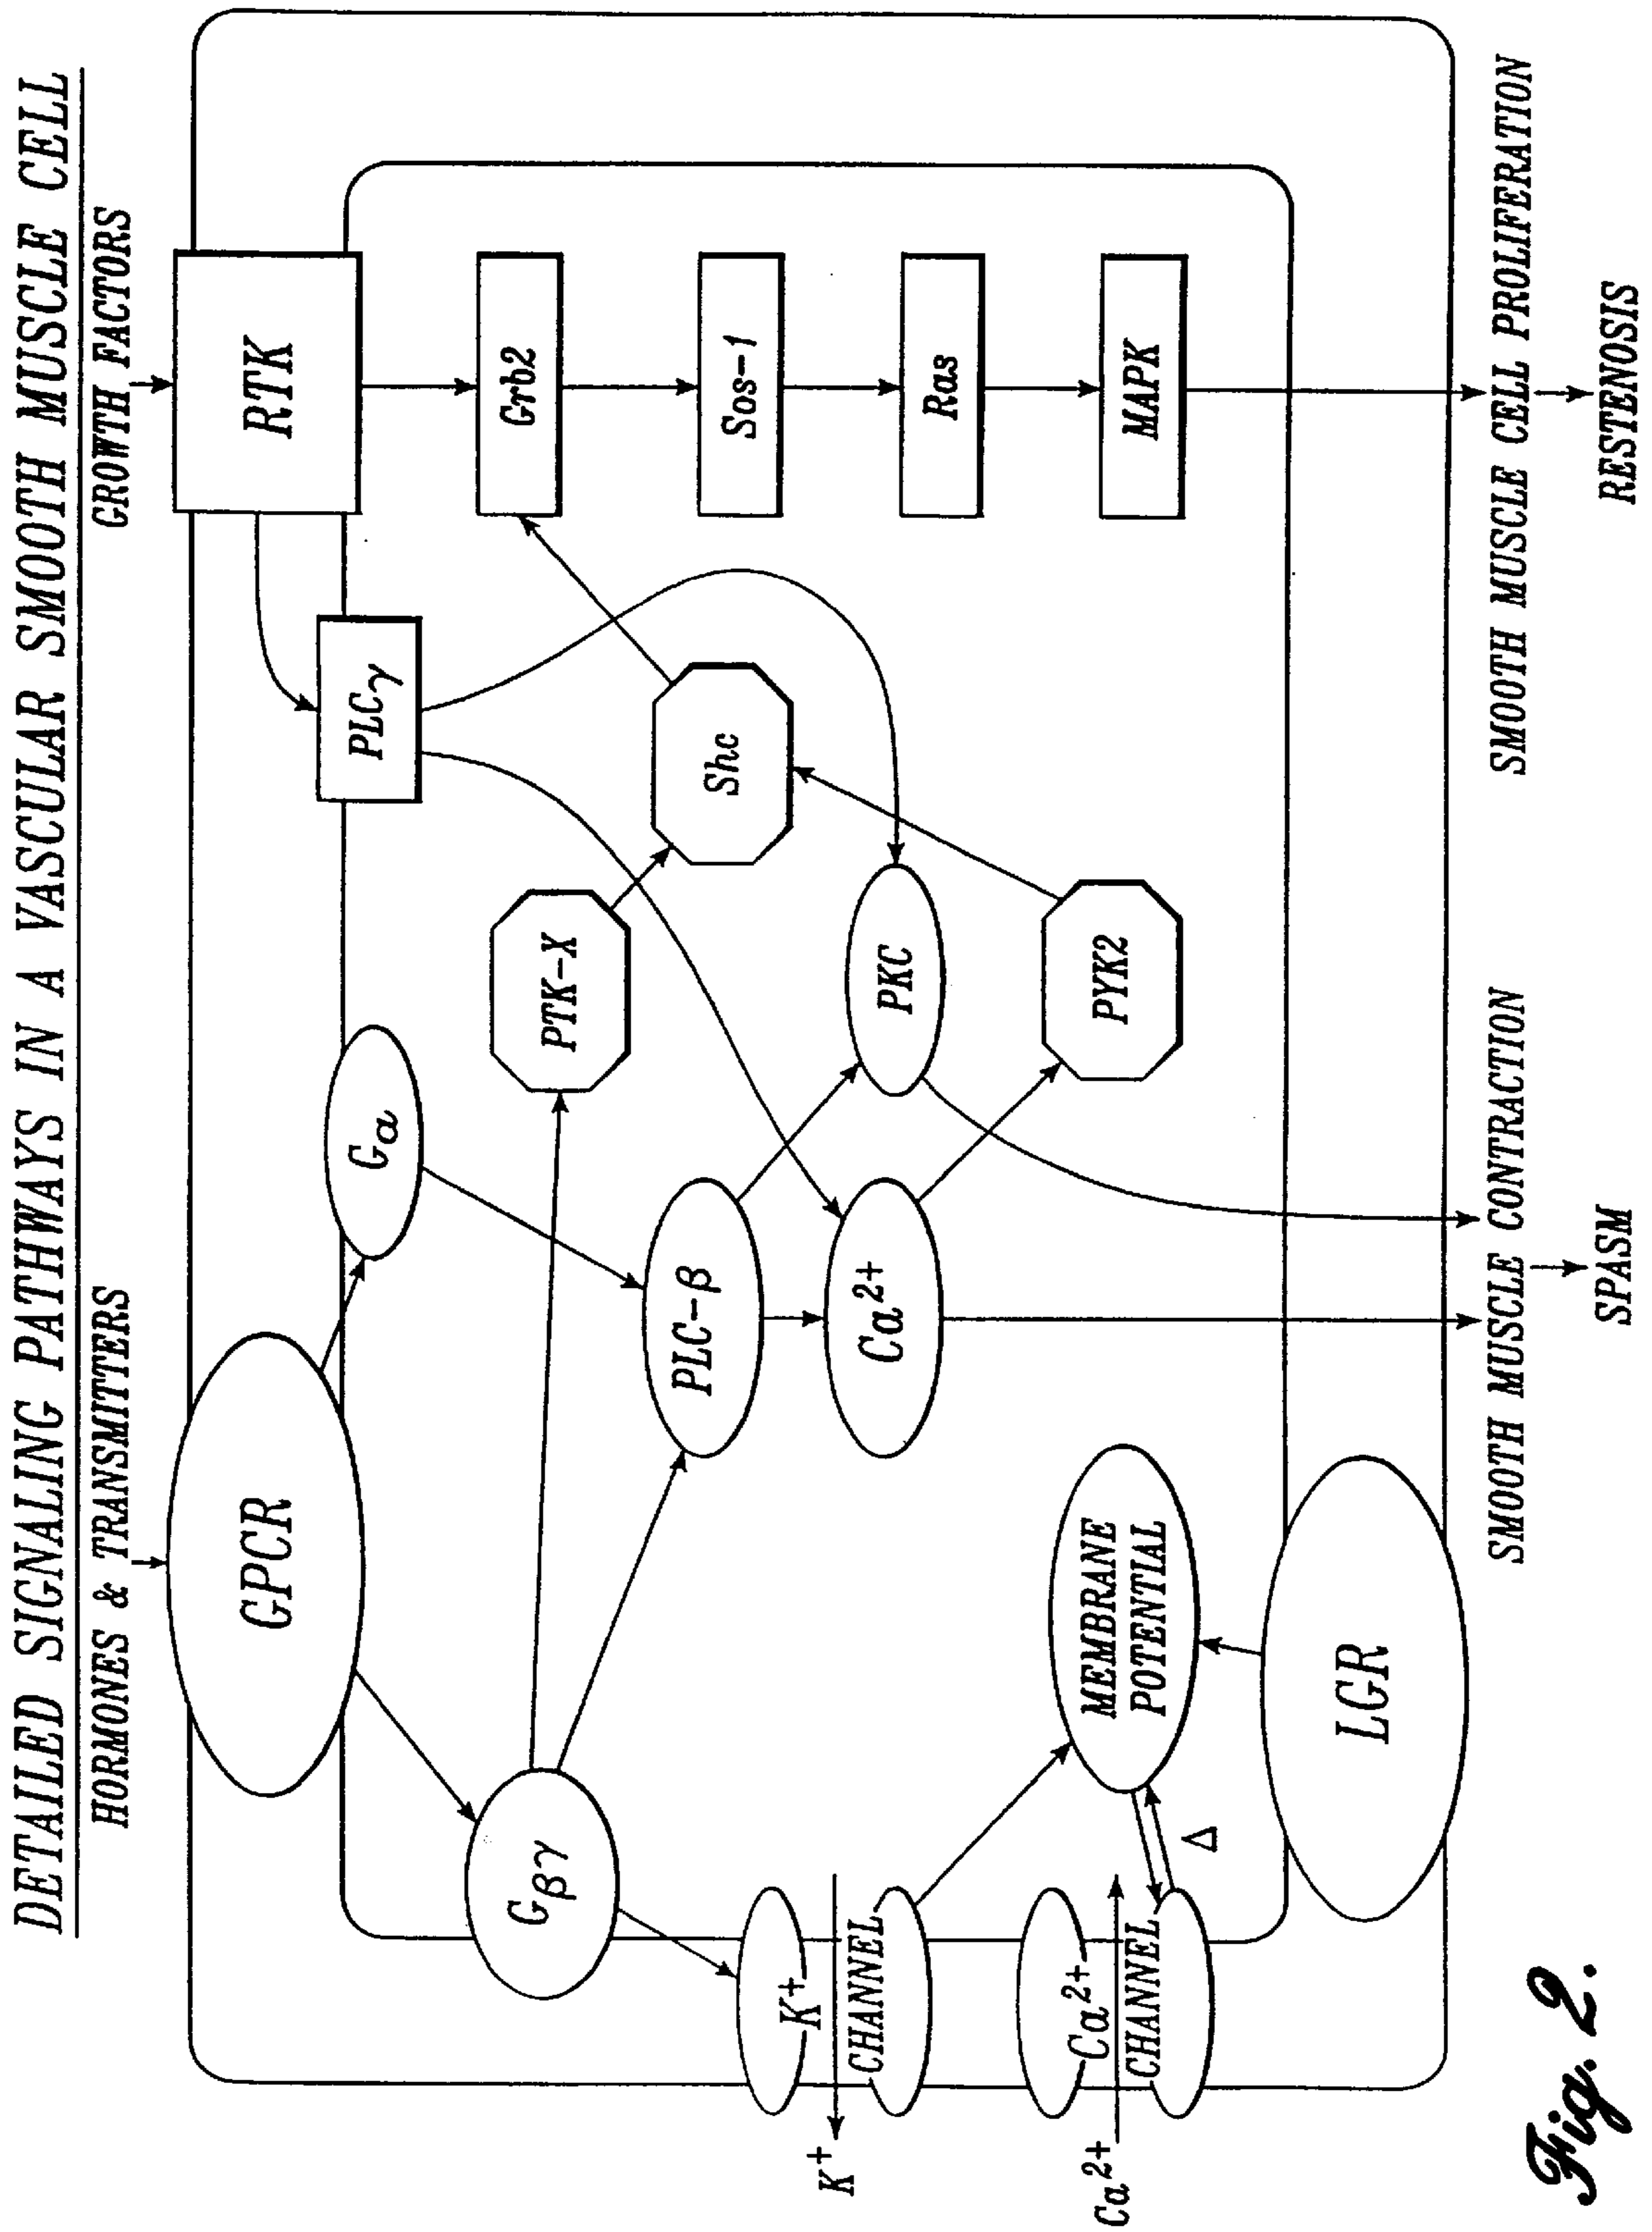 DETAILED SIGNALING PATHWAYS IN A VASCULAR SMOOTH MUSCLE CELL
HORMONES & TRANSMITTERS
GROWTH FACTORS
GPCR
RTK
Gα
PLCγ
Gβγ
PTK-X
Grb2
PLC-β
Shc
Sos-1
K+
CHANNEL
K+
Ca2+
PKC
Ras
MEMBRANE
POTENTIAL
PYK2
MAPK
Ca2+
CHANNEL
Ca2+
Δ
LGR
SMOOTH MUSCLE CONTRACTION
SMOOTH MUSCLE CELL PROLIFERATION
SPASM
RESTENOSIS
Fig. 2.